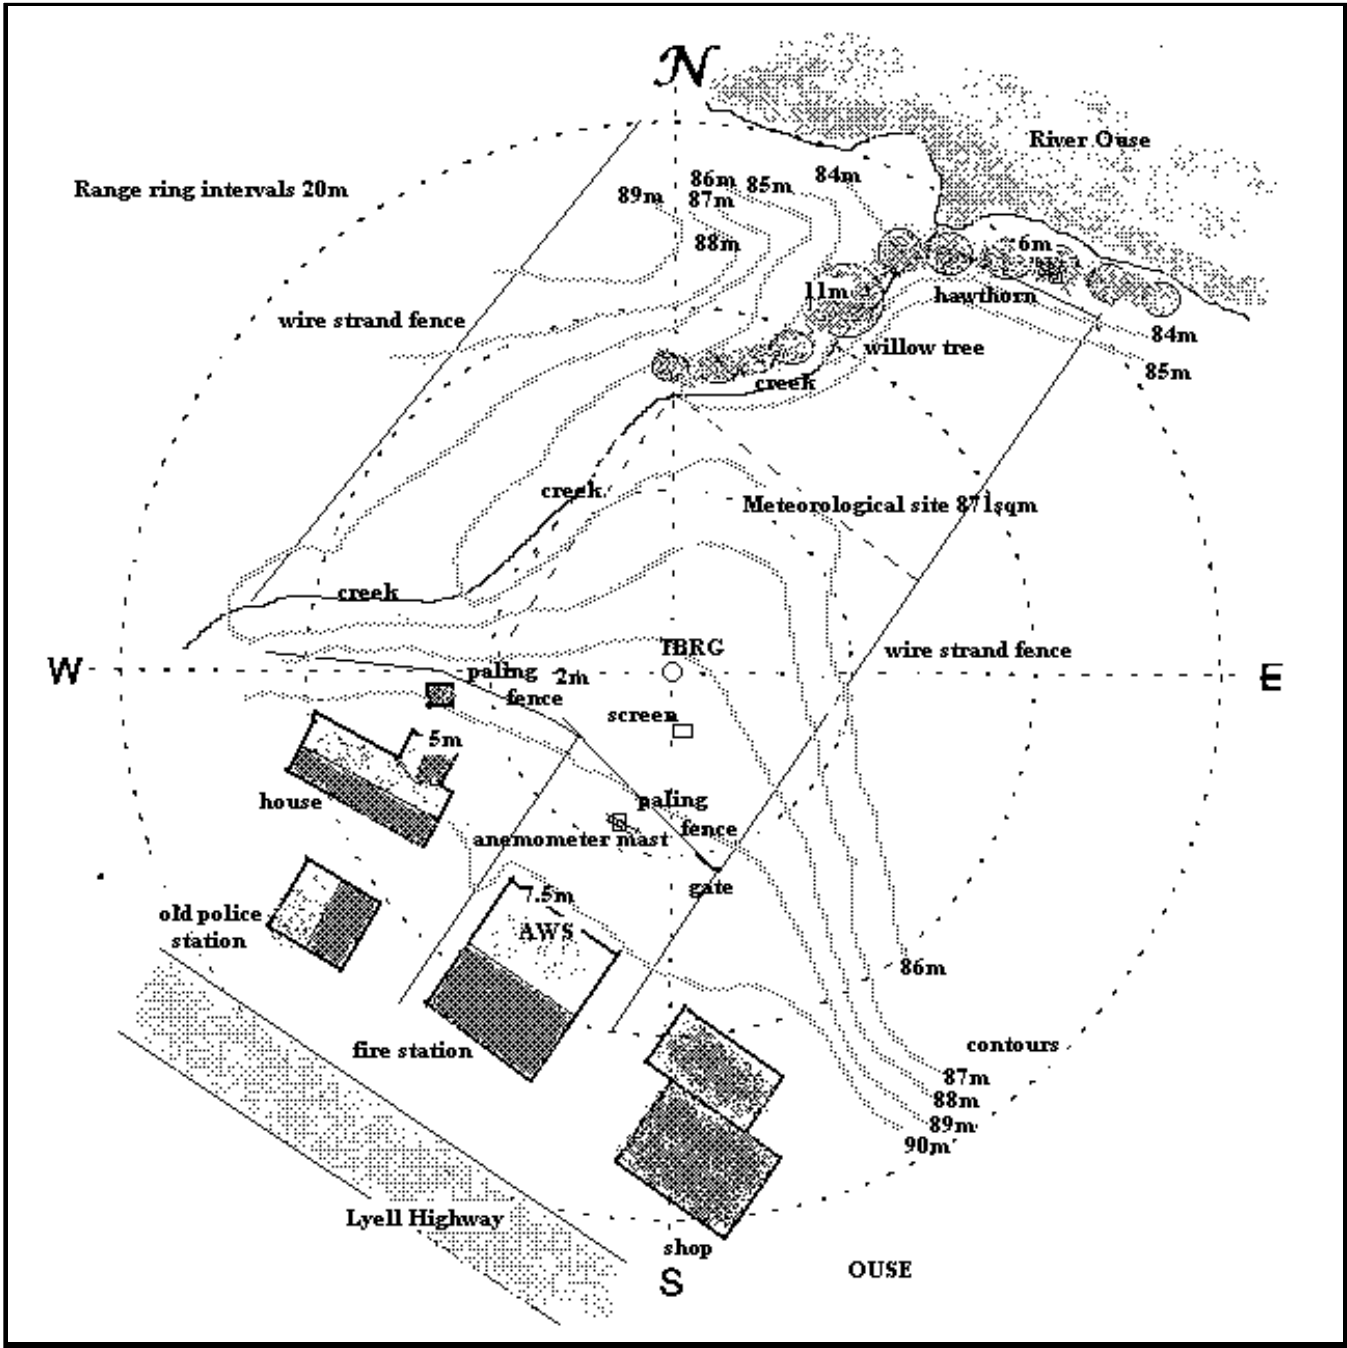 N
River Ouse
Range ring intervals 20m
84m
86m
85m
89m
87m
88m
6m
11m
hawthorn
wire strand fence
84m
willow tree
85m
creek
creek
Meteorological site 871sqm
creek
TBRG
wire strand fence
W
paling
fence
2m
E
screen
5m
house
paling
fence
anemometer mast
gate
7.5m
AWS
old police
station
86m
fire station
contours
87m
88m
89m
90m
Lyell Highway
shop
OUSE
S